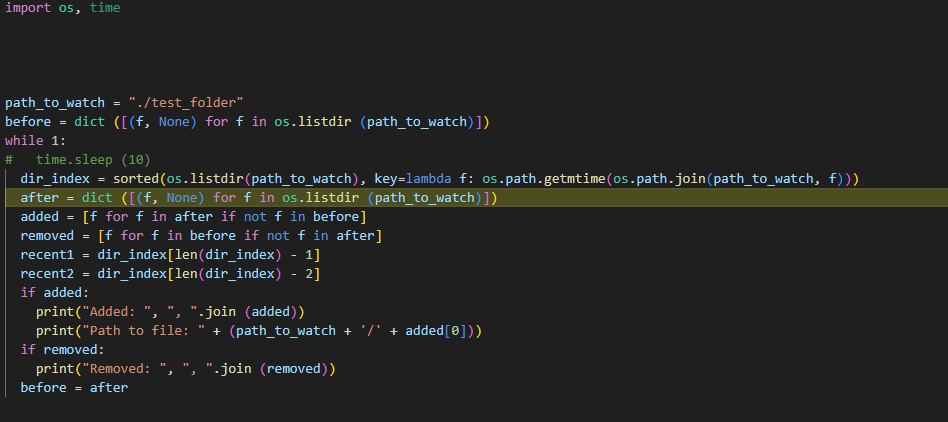 import os, time
path_to_watch = "./test_folder"
before = dict ([(f, None) for f in os.listdir (path_to_watch)])
while 1:
#   time.sleep (10)
  dir_index = sorted(os.listdir(path_to_watch), key=lambda f: os.path.getmtime(os.path.join(path_to_watch, f)))
  after = dict ([(f, None) for f in os.listdir (path_to_watch)])
  added = [f for f in after if not f in before]
  removed = [f for f in before if not f in after]
  recent1 = dir_index[len(dir_index) - 1]
  recent2 = dir_index[len(dir_index) - 2]
  if added:
    print("Added: ", ", ".join (added))
    print("Path to file: " + (path_to_watch + '/' + added[0]))
  if removed:
    print("Removed: ", ", ".join (removed))
  before = after